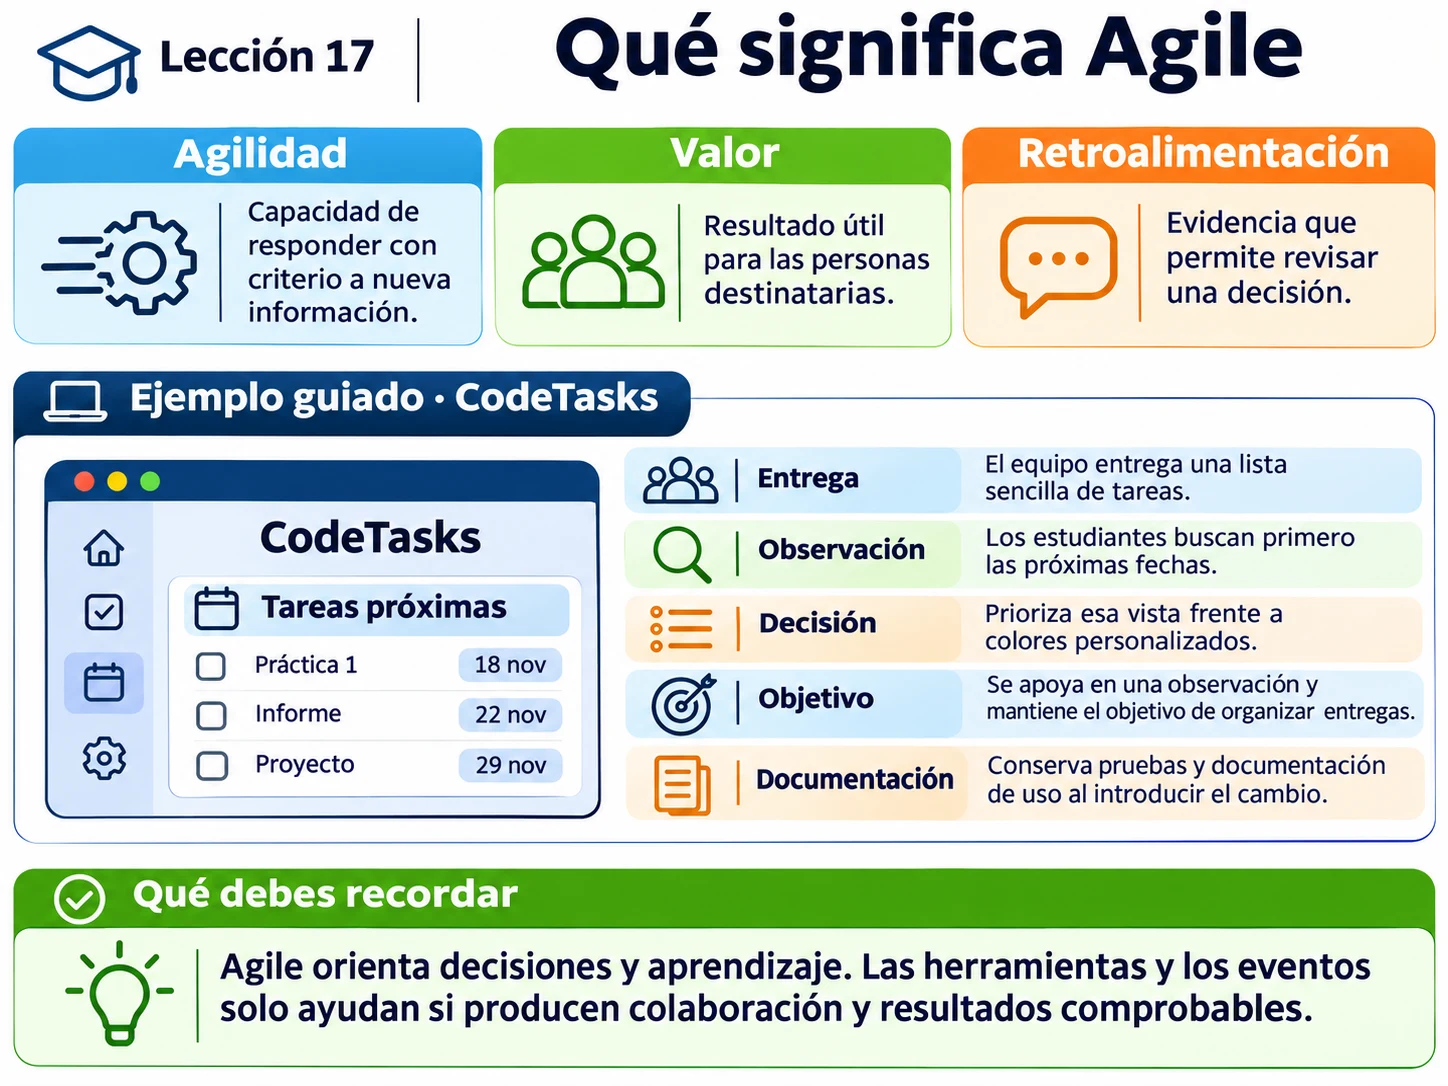 Lección 17
Qué significa Agile
Agilidad
Capacidad de
responder con
criterio a nueva
información.
Valor
Resultado útil
para las personas
destinatarias.
Retroalimentación
Evidencia que
permite revisar
una decisión.
Ejemplo guiado · CodeTasks
CodeTasks
Tareas próximas
Práctica 1 18 nov
Informe 22 nov
Proyecto 29 nov
Entrega
El equipo entrega una lista
sencilla de tareas.
Observación
Los estudiantes buscan primero
las próximas fechas.
Decisión
Prioriza esa vista frente a
colores personalizados.
Objetivo
Se apoya en una observación y
mantiene el objetivo de organizar entregas.
Documentación
Conserva pruebas y documentación
de uso al introducir el cambio.
Qué debes recordar
Agile orienta decisiones y aprendizaje. Las herramientas y los eventos
solo ayudan si producen colaboración y resultados comprobables.